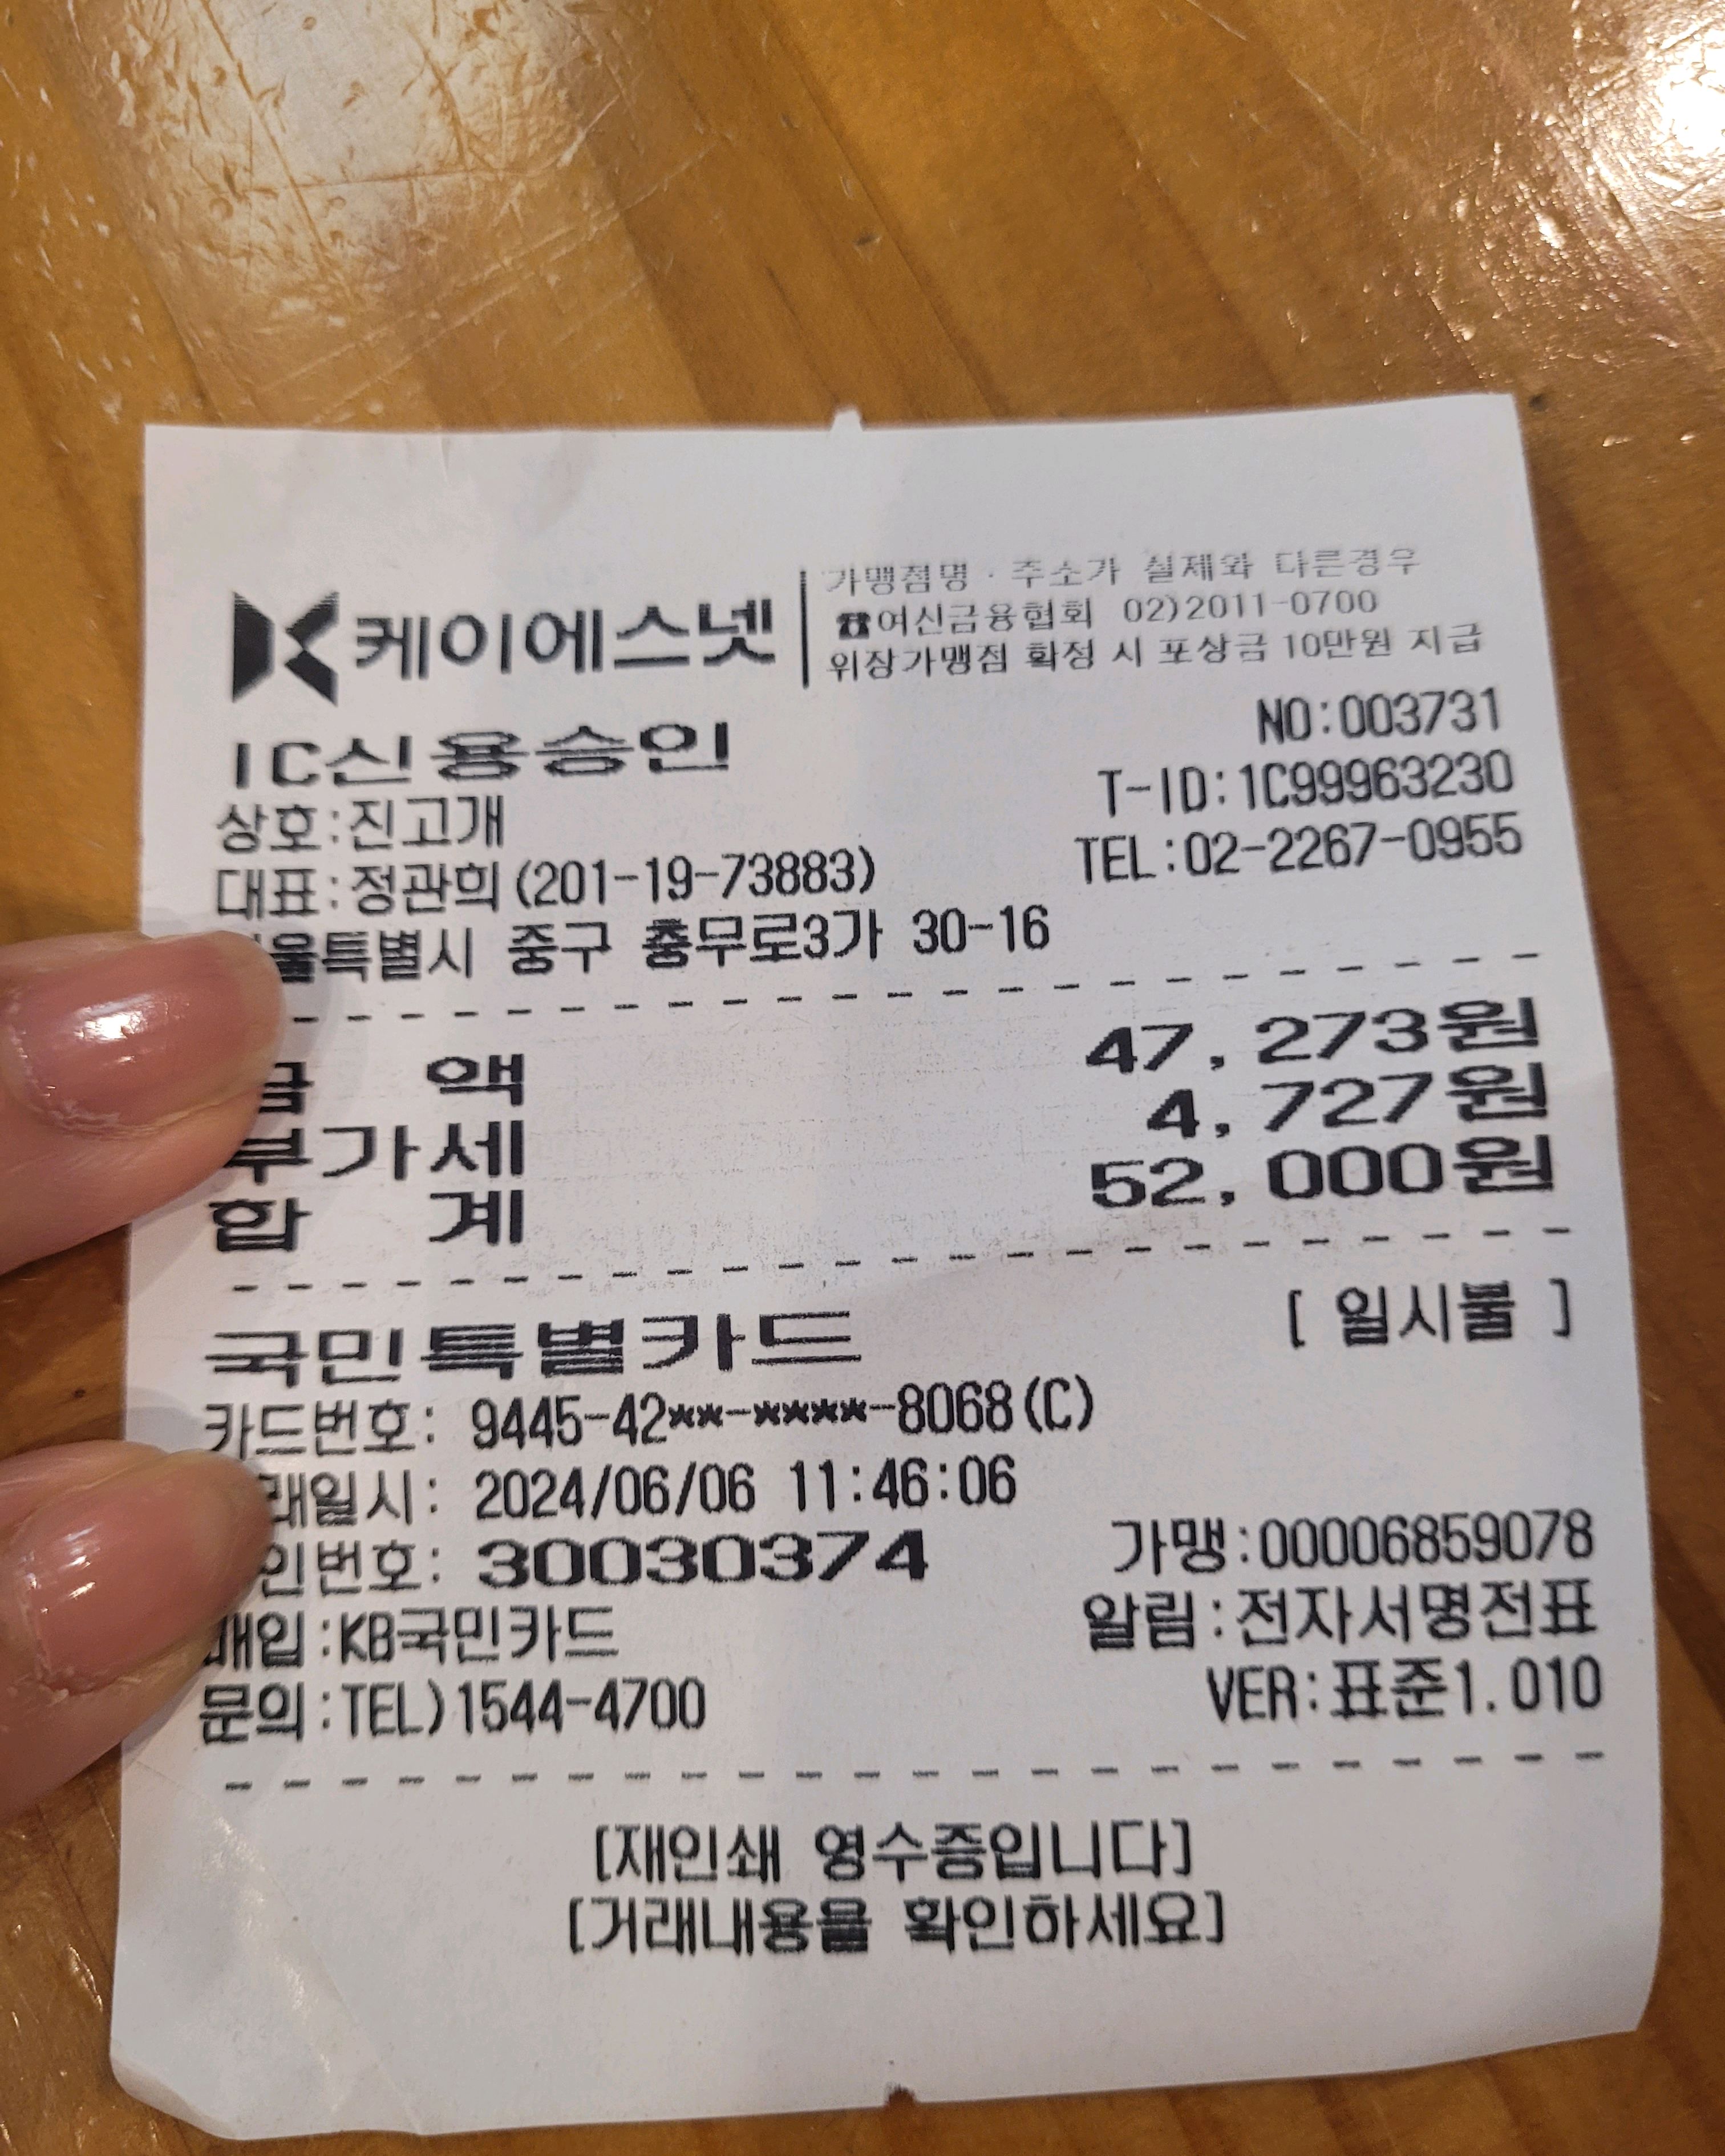 케이에스넷
가맹점명 · 주소가 실제와 다른경우
☎여신금융협회 02)2011-0700
위장가맹점 확정 시 포상금 10만원 지급
IC신용승인 NO:003731
상호:진고개 T-ID:1C99963230
대표:정관희(201-19-73883) TEL:02-2267-0955
서울특별시 중구 충무로3가 30-16
금 액 47,273원
부가세 4,727원
합 계 52,000원
국민특별카드 [ 일시불 ]
카드번호: 9445-42**-****-8068(C)
거래일시: 2024/06/06 11:46:06
승인번호: 30030374 가맹:00006859078
매입:KB국민카드 알림:전자서명전표
문의:TEL)1544-4700 VER:표준1.010
[재인쇄 영수증입니다]
[거래내용을 확인하세요]